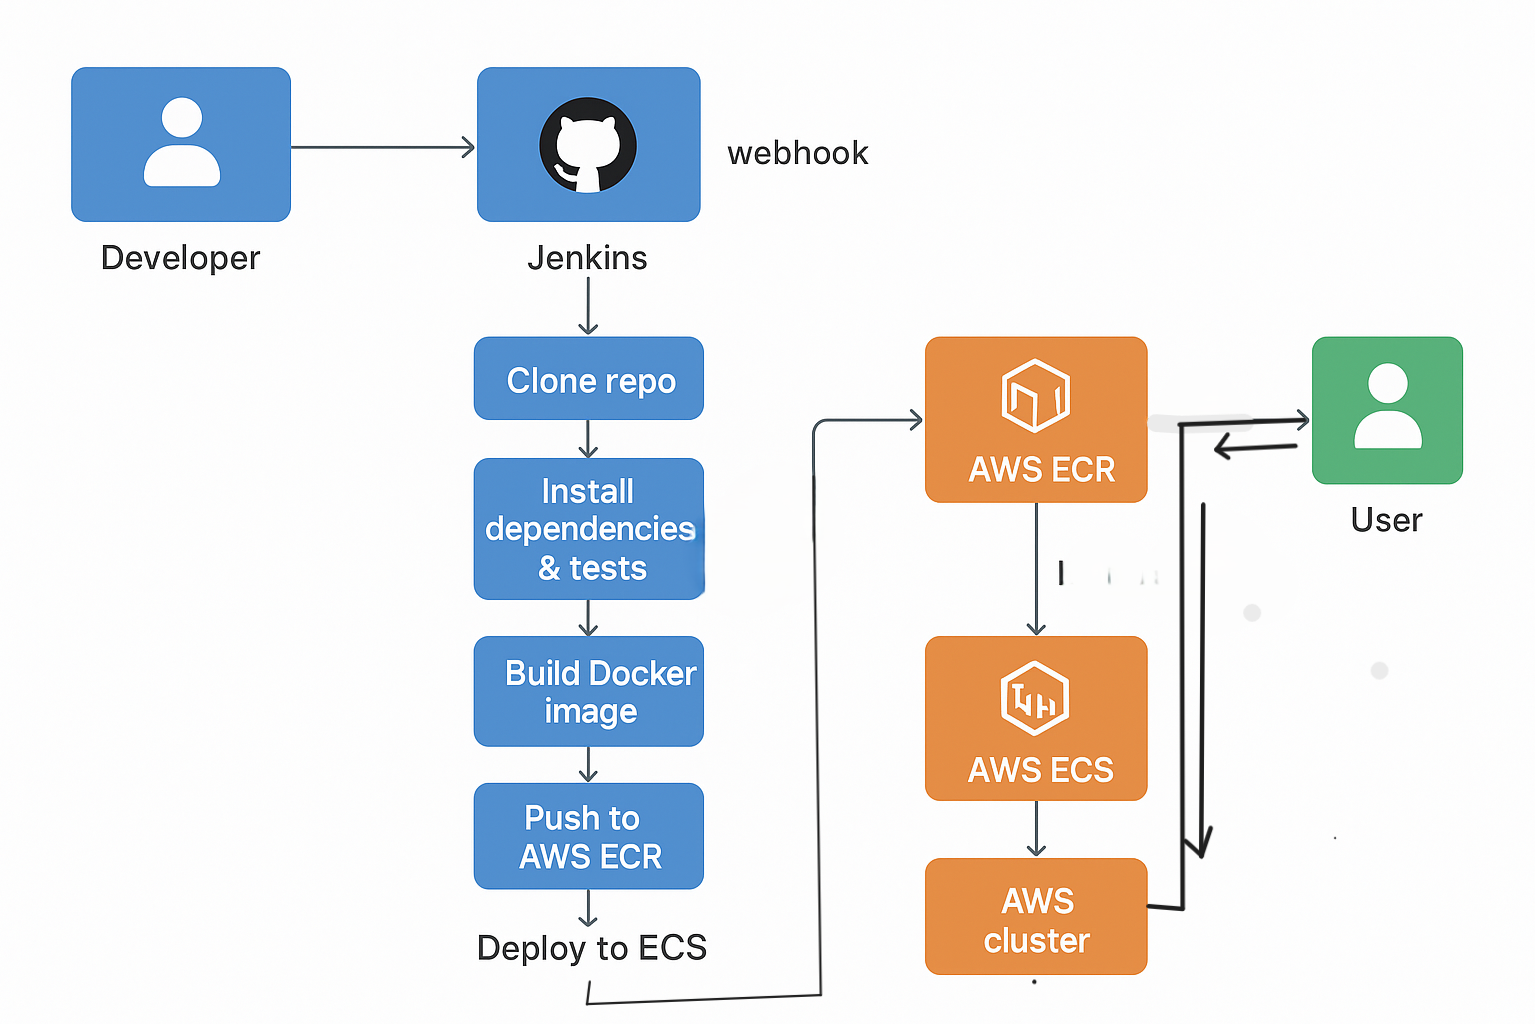 Developer
Jenkins
webhook
Clone repo
Install
dependencies
& tests
Build Docker
image
Push to
AWS ECR
Deploy to ECS
AWS ECR
AWS ECS
AWS
cluster
User